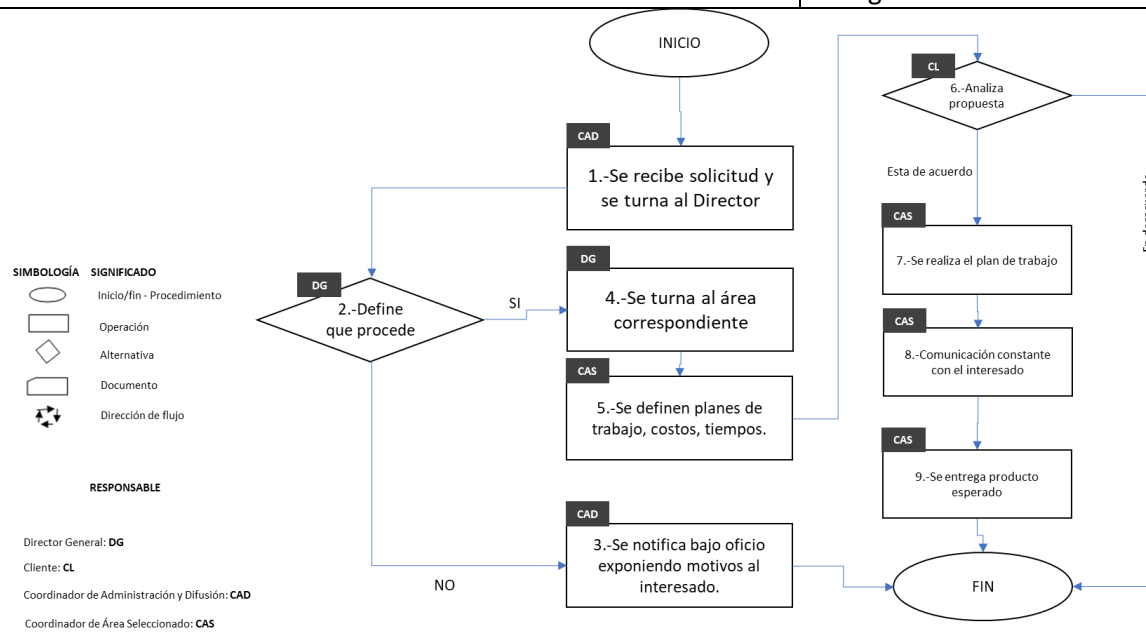 INICIO
CAD
1.-Se recibe solicitud y
se turna al Director
DG
2.-Define
que procede
SI
DG
4.-Se turna al área
correspondiente
CAS
5.-Se definen planes de
trabajo, costos, tiempos.
NO
CAD
3.-Se notifica bajo oficio
exponiendo motivos al
interesado.
CL
6.-Analiza
propuesta
Esta de acuerdo
CAS
7.-Se realiza el plan de trabajo
CAS
8.-Comunicación constante
con el interesado
CAS
9.-Se entrega producto
esperado
FIN
SIMBOLOGÍA SIGNIFICADO
Inicio/fin - Procedimiento
Operación
Alternativa
Documento
Dirección de flujo
RESPONSABLE
Director General: DG
Cliente: CL
Coordinador de Administración y Difusión: CAD
Coordinador de Área Seleccionado: CAS